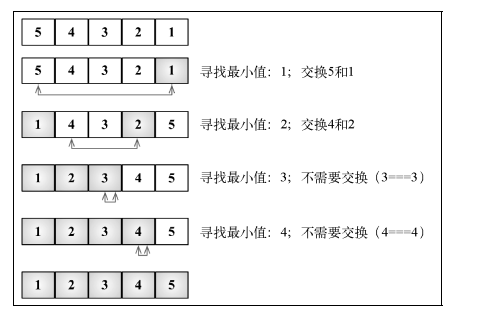 5 4 3 2 1
5 4 3 2 1 寻找最小值：1；交换5和1
1 4 3 2 5 寻找最小值：2；交换4和2
1 2 3 4 5 寻找最小值：3；不需要交换（3===3）
1 2 3 4 5 寻找最小值：4；不需要交换（4===4）
1 2 3 4 5